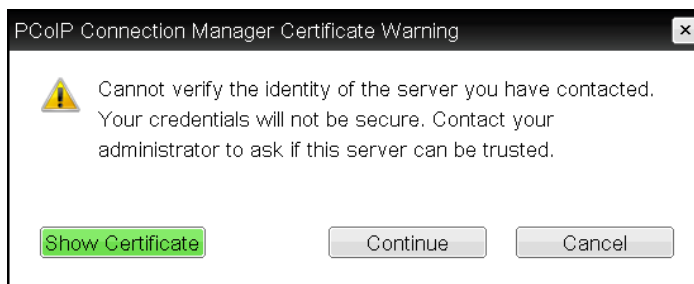 PCoIP Connection Manager Certificate Warning
Cannot verify the identity of the server you have contacted.
Your credentials will not be secure. Contact your
administrator to ask if this server can be trusted.
Show Certificate
Continue
Cancel